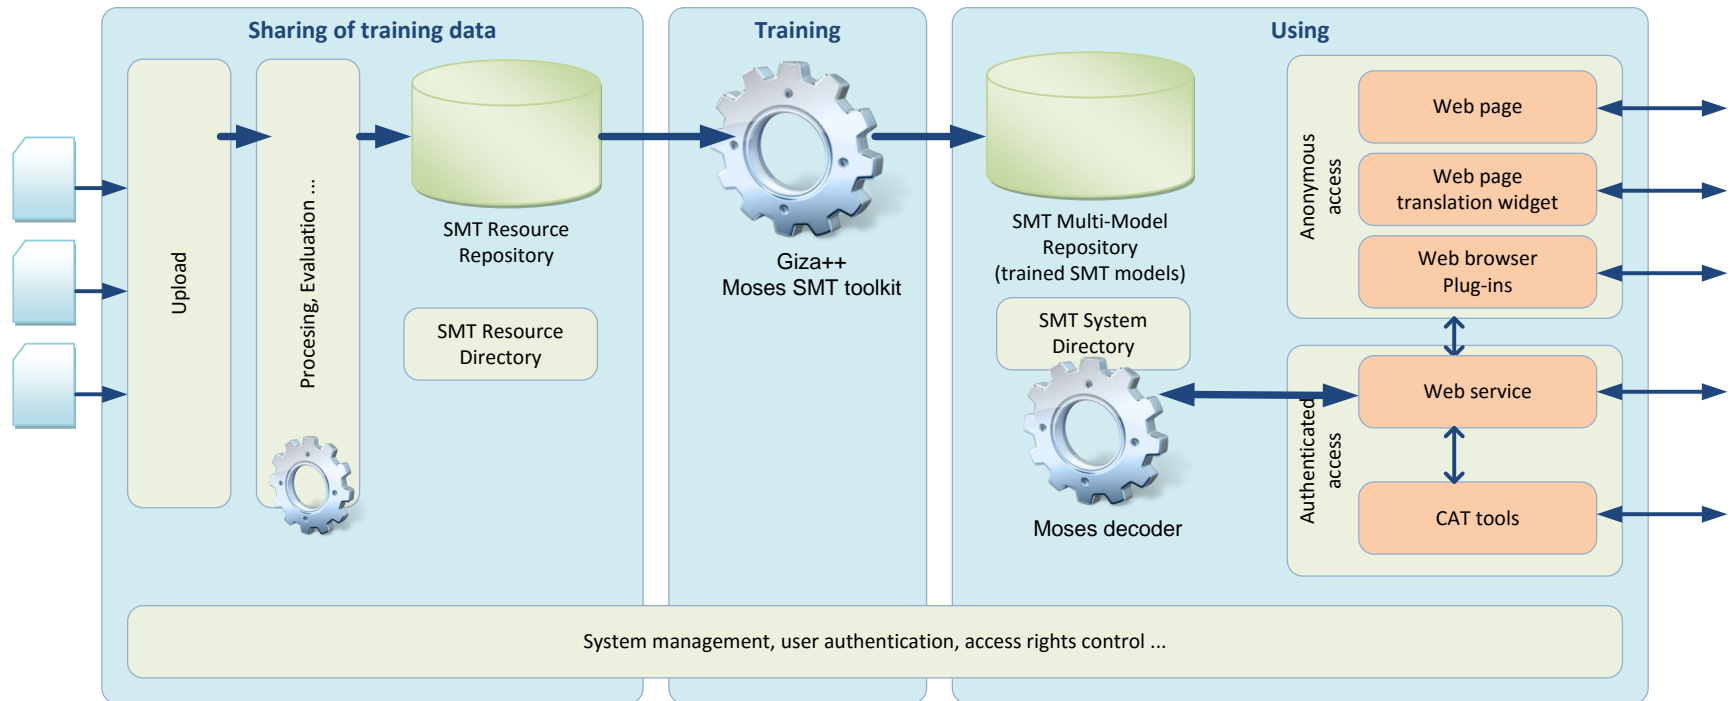 Sharing of training data
Training
Using
Upload
Procesing, Evaluation ...
SMT Resource
Repository
SMT Resource
Directory
Giza++
Moses SMT toolkit
SMT Multi-Model
Repository
(trained SMT models)
SMT System
Directory
Moses decoder
Anonymous
access
Web page
Web page
translation widget
Web browser
Plug-ins
Authenticated
access
Web service
CAT tools
System management, user authentication, access rights control ...